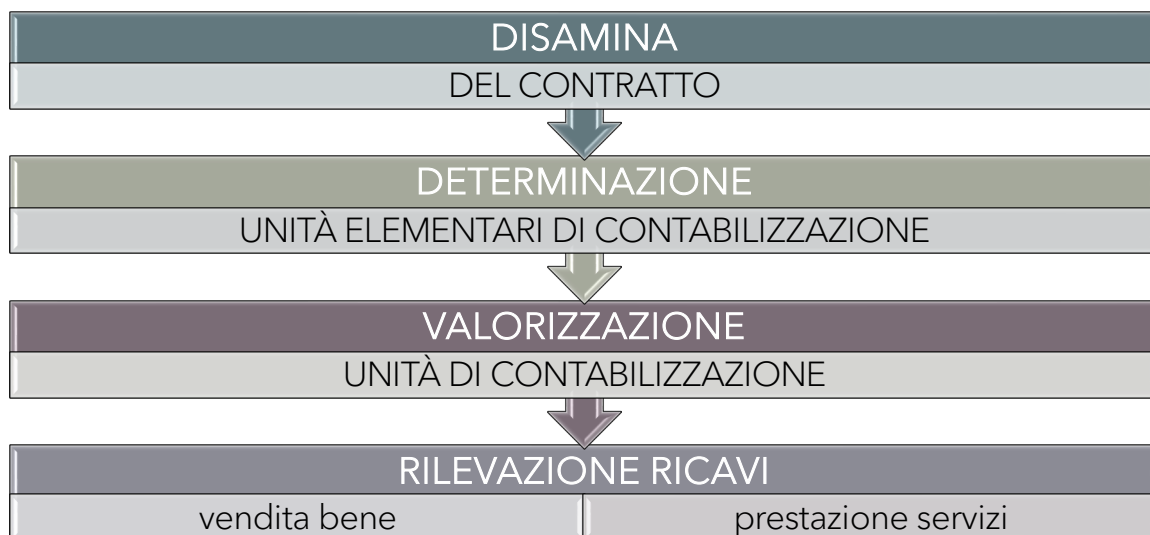 DISAMINA
DEL CONTRATTO
DETERMINAZIONE
UNITÀ ELEMENTARI DI CONTABILIZZAZIONE
VALORIZZAZIONE
UNITÀ DI CONTABILIZZAZIONE
RILEVAZIONE RICAVI
vendita bene
prestazione servizi